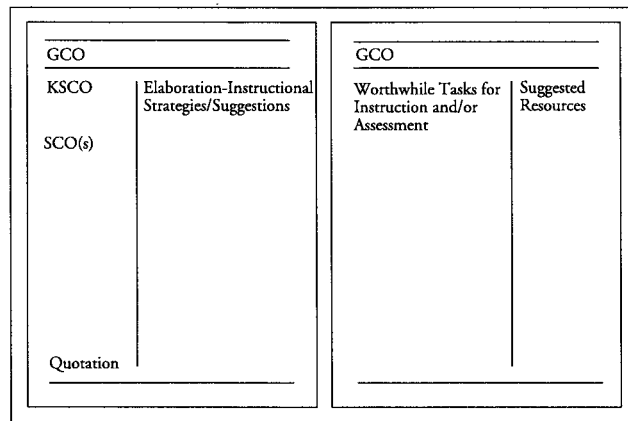 GCO
KSCO
SCO(s)
Quotation
Elaboration-Instructional
Strategies/Suggestions
GCO
Worthwhile Tasks for
Instruction and/or
Assessment
Suggested
Resources